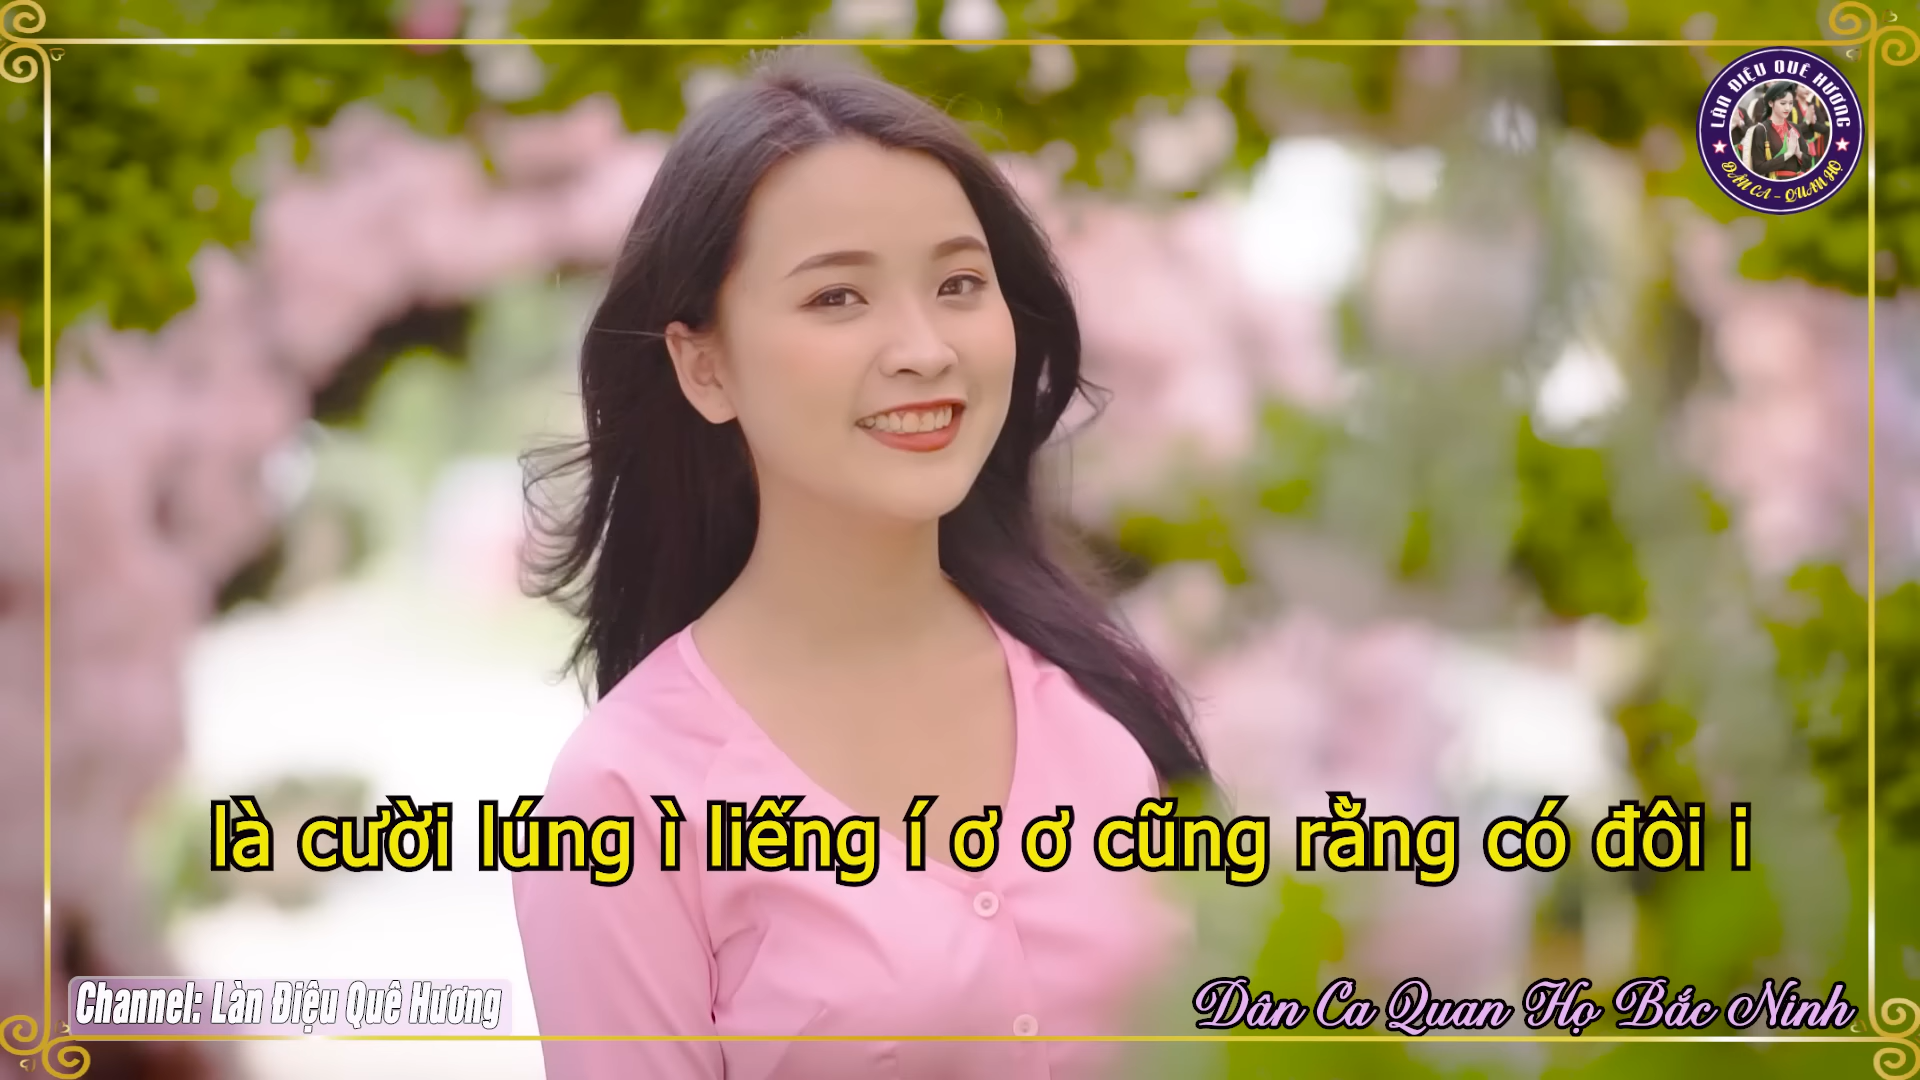 LÀN ĐIỆU QUÊ HƯƠNG
DÂN CA - QUAN HỌ
là cười lúng ì liếng í ơ ơ cũng rằng có đôi i
Channel: Làn Điệu Quê Hương
Dân Ca Quan Họ Bắc Ninh